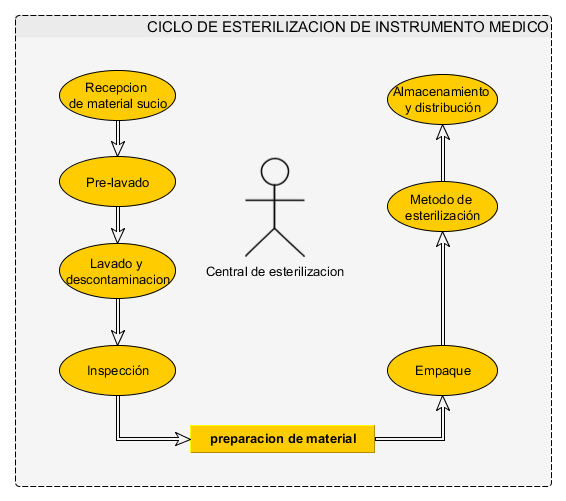 CICLO DE ESTERILIZACION DE INSTRUMENTO MEDICO
Recepcion
de material sucio
Pre-lavado
Lavado y
descontaminacion
Inspección
preparacion de material
Empaque
Metodo de
esterilización
Almacenamiento
y distribución
Central de esterilizacion